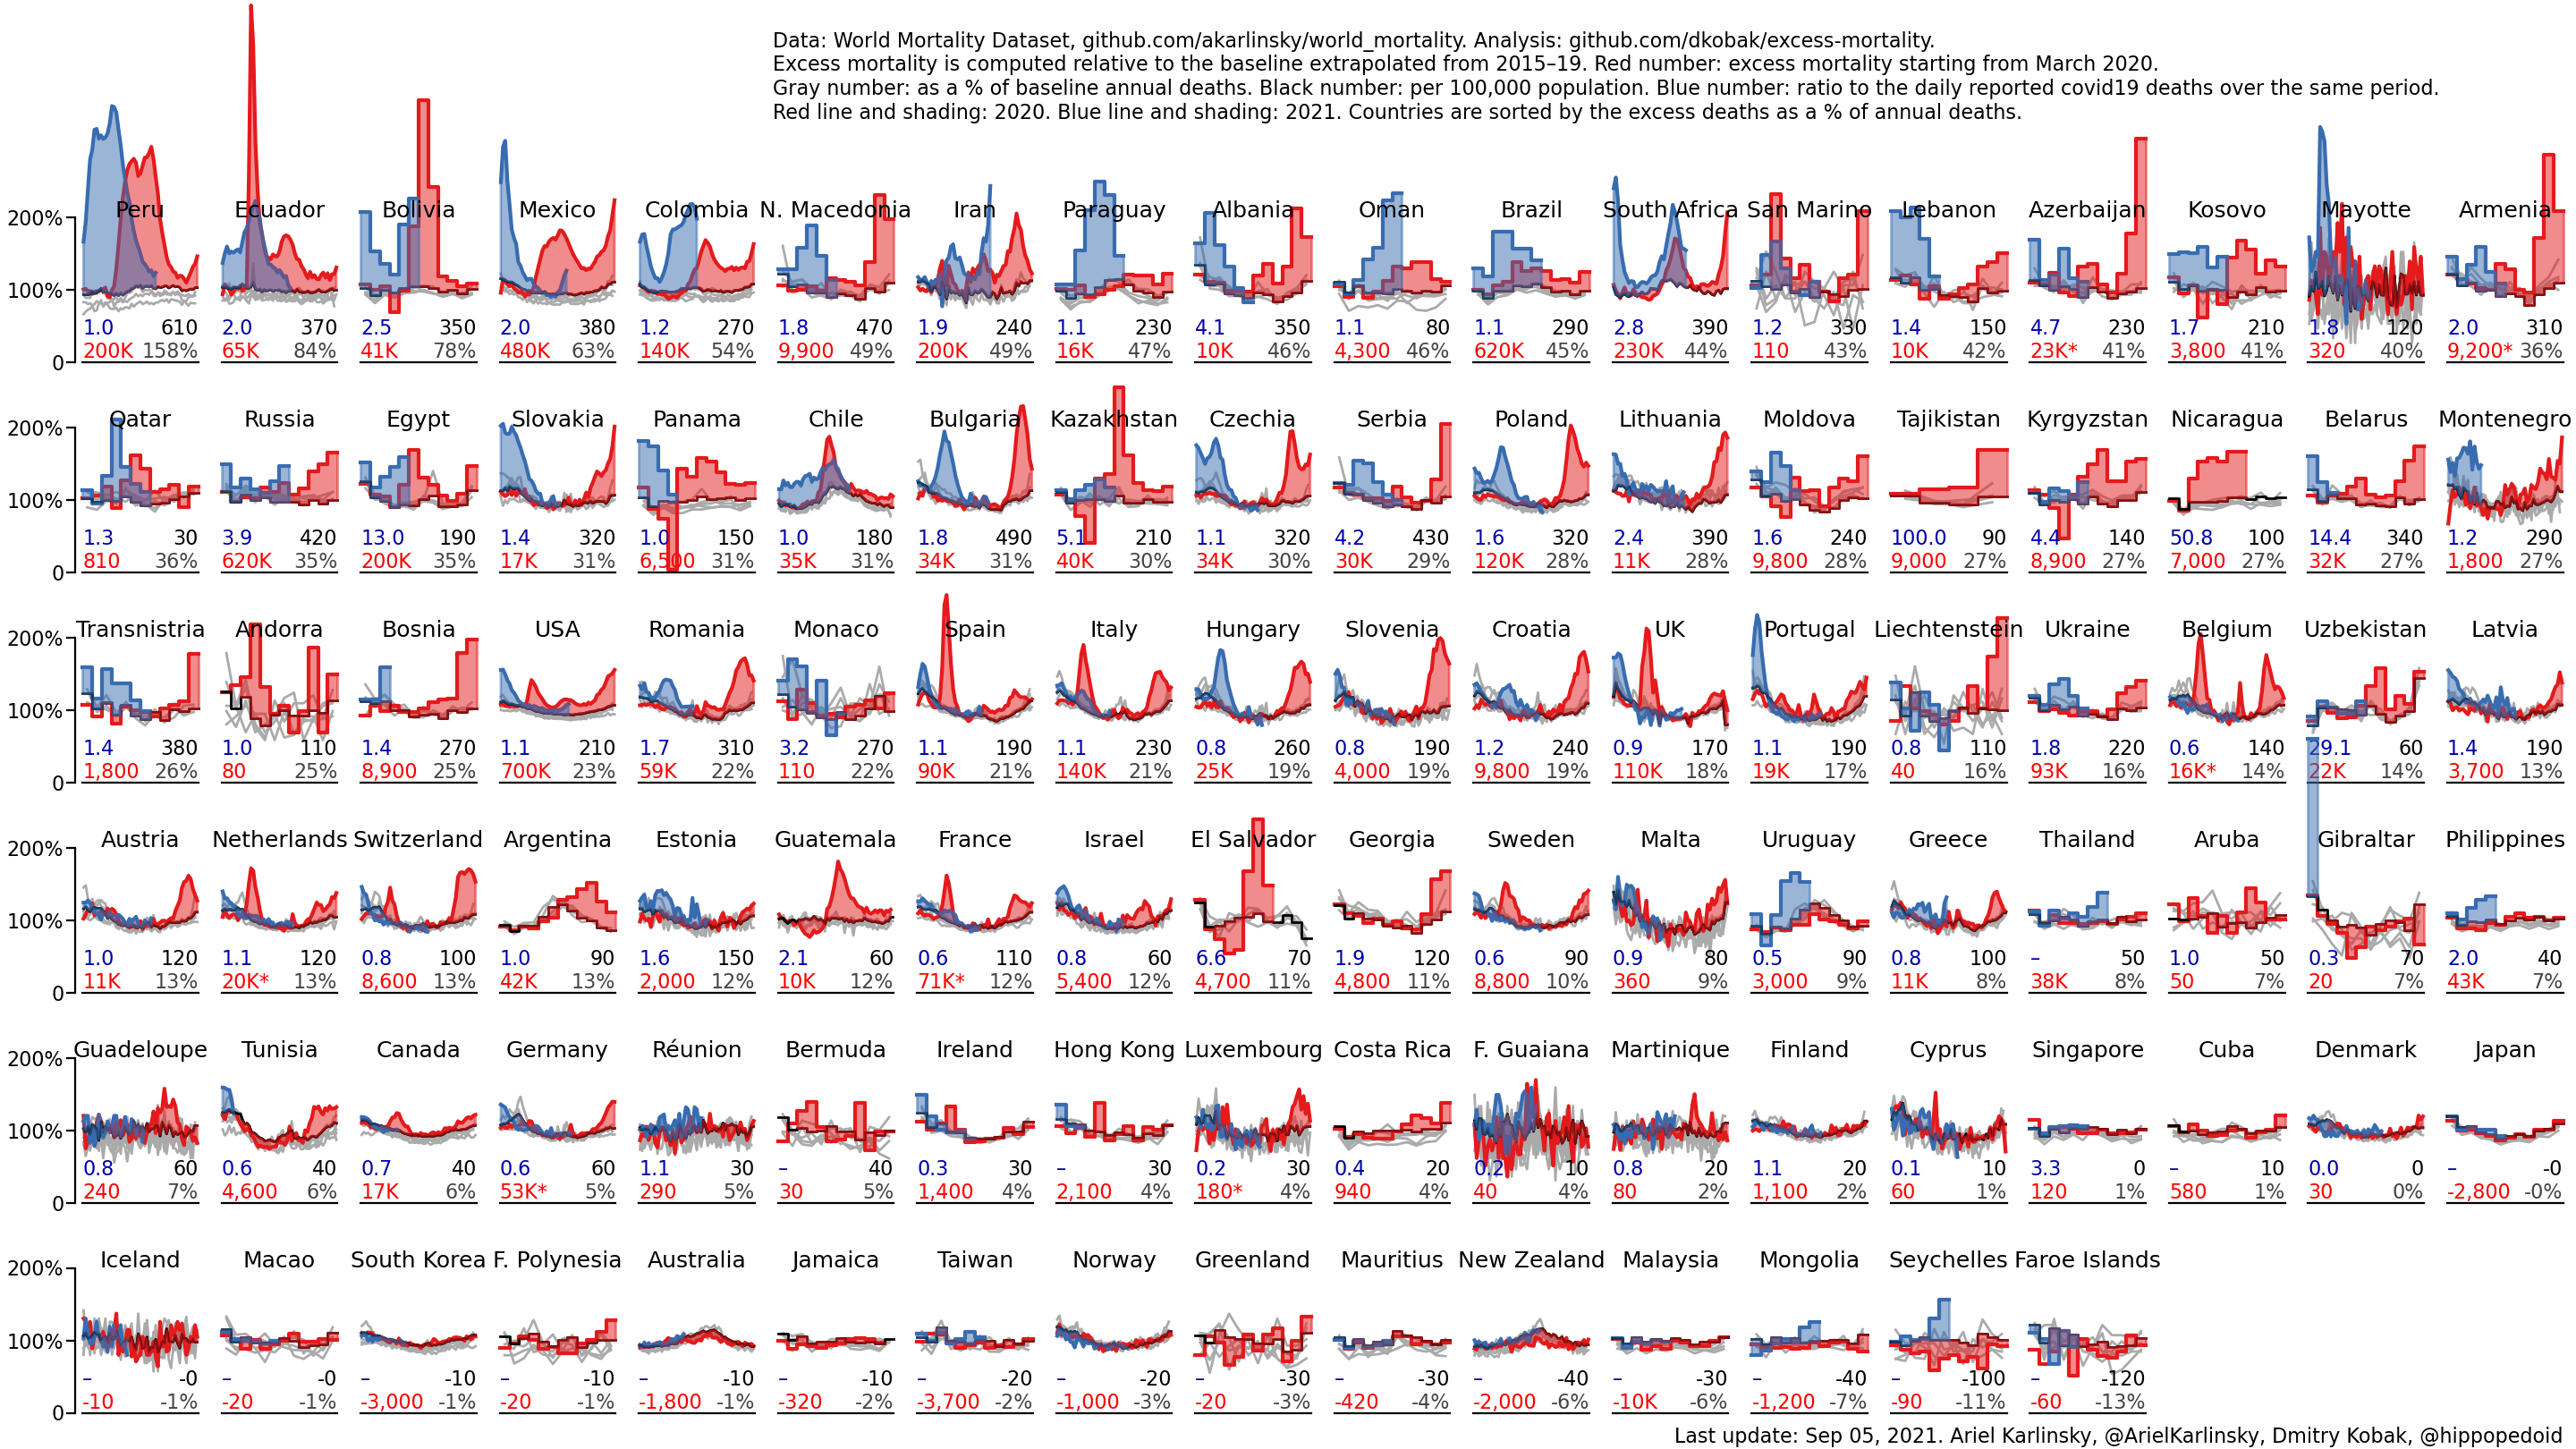 Data: World Mortality Dataset, github.com/akarlinsky/world_mortality. Analysis: github.com/dkobak/excess-mortality.
Excess mortality is computed relative to the baseline extrapolated from 2015–19. Red number: excess mortality starting from March 2020.
Gray number: as a % of baseline annual deaths. Black number: per 100,000 population. Blue number: ratio to the daily reported covid19 deaths over the same period.
Red line and shading: 2020. Blue line and shading: 2021. Countries are sorted by the excess deaths as a % of annual deaths.
200% Peru Ecuador Bolivia Mexico Colombia N. Macedonia Iran Paraguay Albania Oman Brazil South Africa San Marino Lebanon Azerbaijan Kosovo Mayotte Armenia
100%
1.0 610 2.0 370 2.5 350 2.0 380 1.2 270 1.8 470 1.9 240 1.1 230 4.1 350 1.1 80 1.1 290 2.8 390 1.2 330 1.4 150 4.7 230 1.7 210 1.8 120 2.0 310
0 200K 158% 65K 84% 41K 78% 480K 63% 140K 54% 9,900 49% 200K 49% 16K 47% 10K 46% 4,300 46% 620K 45% 230K 44% 110 43% 10K 42% 23K* 41% 3,800 41% 320 40% 9,200* 36%
200% Qatar Russia Egypt Slovakia Panama Chile Bulgaria Kazakhstan Czechia Serbia Poland Lithuania Moldova Tajikistan Kyrgyzstan Nicaragua Belarus Montenegro
100%
1.3 30 3.9 420 13.0 190 1.4 320 1.0 150 1.0 180 1.8 490 5.1 210 1.1 320 4.2 430 1.6 320 2.4 390 1.6 240 100.0 90 4.4 140 50.8 100 14.4 340 1.2 290
0 810 36% 620K 35% 200K 35% 17K 31% 6,500 31% 35K 31% 34K 31% 40K 30% 34K 30% 30K 29% 120K 28% 11K 28% 9,800 28% 9,000 27% 8,900 27% 7,000 27% 32K 27% 1,800 27%
200% Transnistria Andorra Bosnia USA Romania Monaco Spain Italy Hungary Slovenia Croatia UK Portugal Liechtenstein Ukraine Belgium Uzbekistan Latvia
100%
1.4 380 1.0 110 1.4 270 1.1 210 1.7 310 3.2 270 1.1 190 1.1 230 0.8 260 0.8 190 1.2 240 0.9 170 1.1 190 0.8 110 1.8 220 0.6 140 29.1 60 1.4 190
0 1,800 26% 80 25% 8,900 25% 700K 23% 59K 22% 110 22% 90K 21% 140K 21% 25K 19% 4,000 19% 9,800 19% 110K 18% 19K 17% 40 16% 93K 16% 16K* 14% 22K 14% 3,700 13%
200% Austria Netherlands Switzerland Argentina Estonia Guatemala France Israel El Salvador Georgia Sweden Malta Uruguay Greece Thailand Aruba Gibraltar Philippines
100%
1.0 120 1.1 120 0.8 100 1.0 90 1.6 150 2.1 60 0.6 110 0.8 60 6.6 70 1.9 120 0.6 90 0.9 80 0.5 90 0.8 100 – 50 1.0 50 0.3 70 2.0 40
0 11K 13% 20K* 13% 8,600 13% 42K 13% 2,000 12% 10K 12% 71K* 12% 5,400 12% 4,700 11% 4,800 11% 8,800 10% 360 9% 3,000 9% 11K 8% 38K 8% 50 7% 20 7% 43K 7%
200% Guadeloupe Tunisia Canada Germany Réunion Bermuda Ireland Hong Kong Luxembourg Costa Rica F. Guaiana Martinique Finland Cyprus Singapore Cuba Denmark Japan
100%
0.8 60 0.6 40 0.7 40 0.6 60 1.1 30 – 40 0.3 30 – 30 0.2 30 0.4 20 0.2 10 0.8 20 1.1 20 0.1 10 3.3 0 – 10 0.0 0 – -0
0 240 7% 4,600 6% 17K 6% 53K* 5% 290 5% 30 5% 1,400 4% 2,100 4% 180* 4% 940 4% 40 4% 80 2% 1,100 2% 60 1% 120 1% 580 1% 30 0% -2,800 -0%
200% Iceland Macao South Korea F. Polynesia Australia Jamaica Taiwan Norway Greenland Mauritius New Zealand Malaysia Mongolia Seychelles Faroe Islands
100%
– -0 – -0 – -10 – -10 – -10 – -10 – -20 – -20 – -30 – -30 – -40 – -30 – -40 – -100 – -120
0 -10 -1% -20 -1% -3,000 -1% -20 -1% -1,800 -1% -320 -2% -3,700 -2% -1,000 -3% -20 -3% -420 -4% -2,000 -6% -10K -6% -1,200 -7% -90 -11% -60 -13%
Last update: Sep 05, 2021. Ariel Karlinsky, @ArielKarlinsky, Dmitry Kobak, @hippopedoid